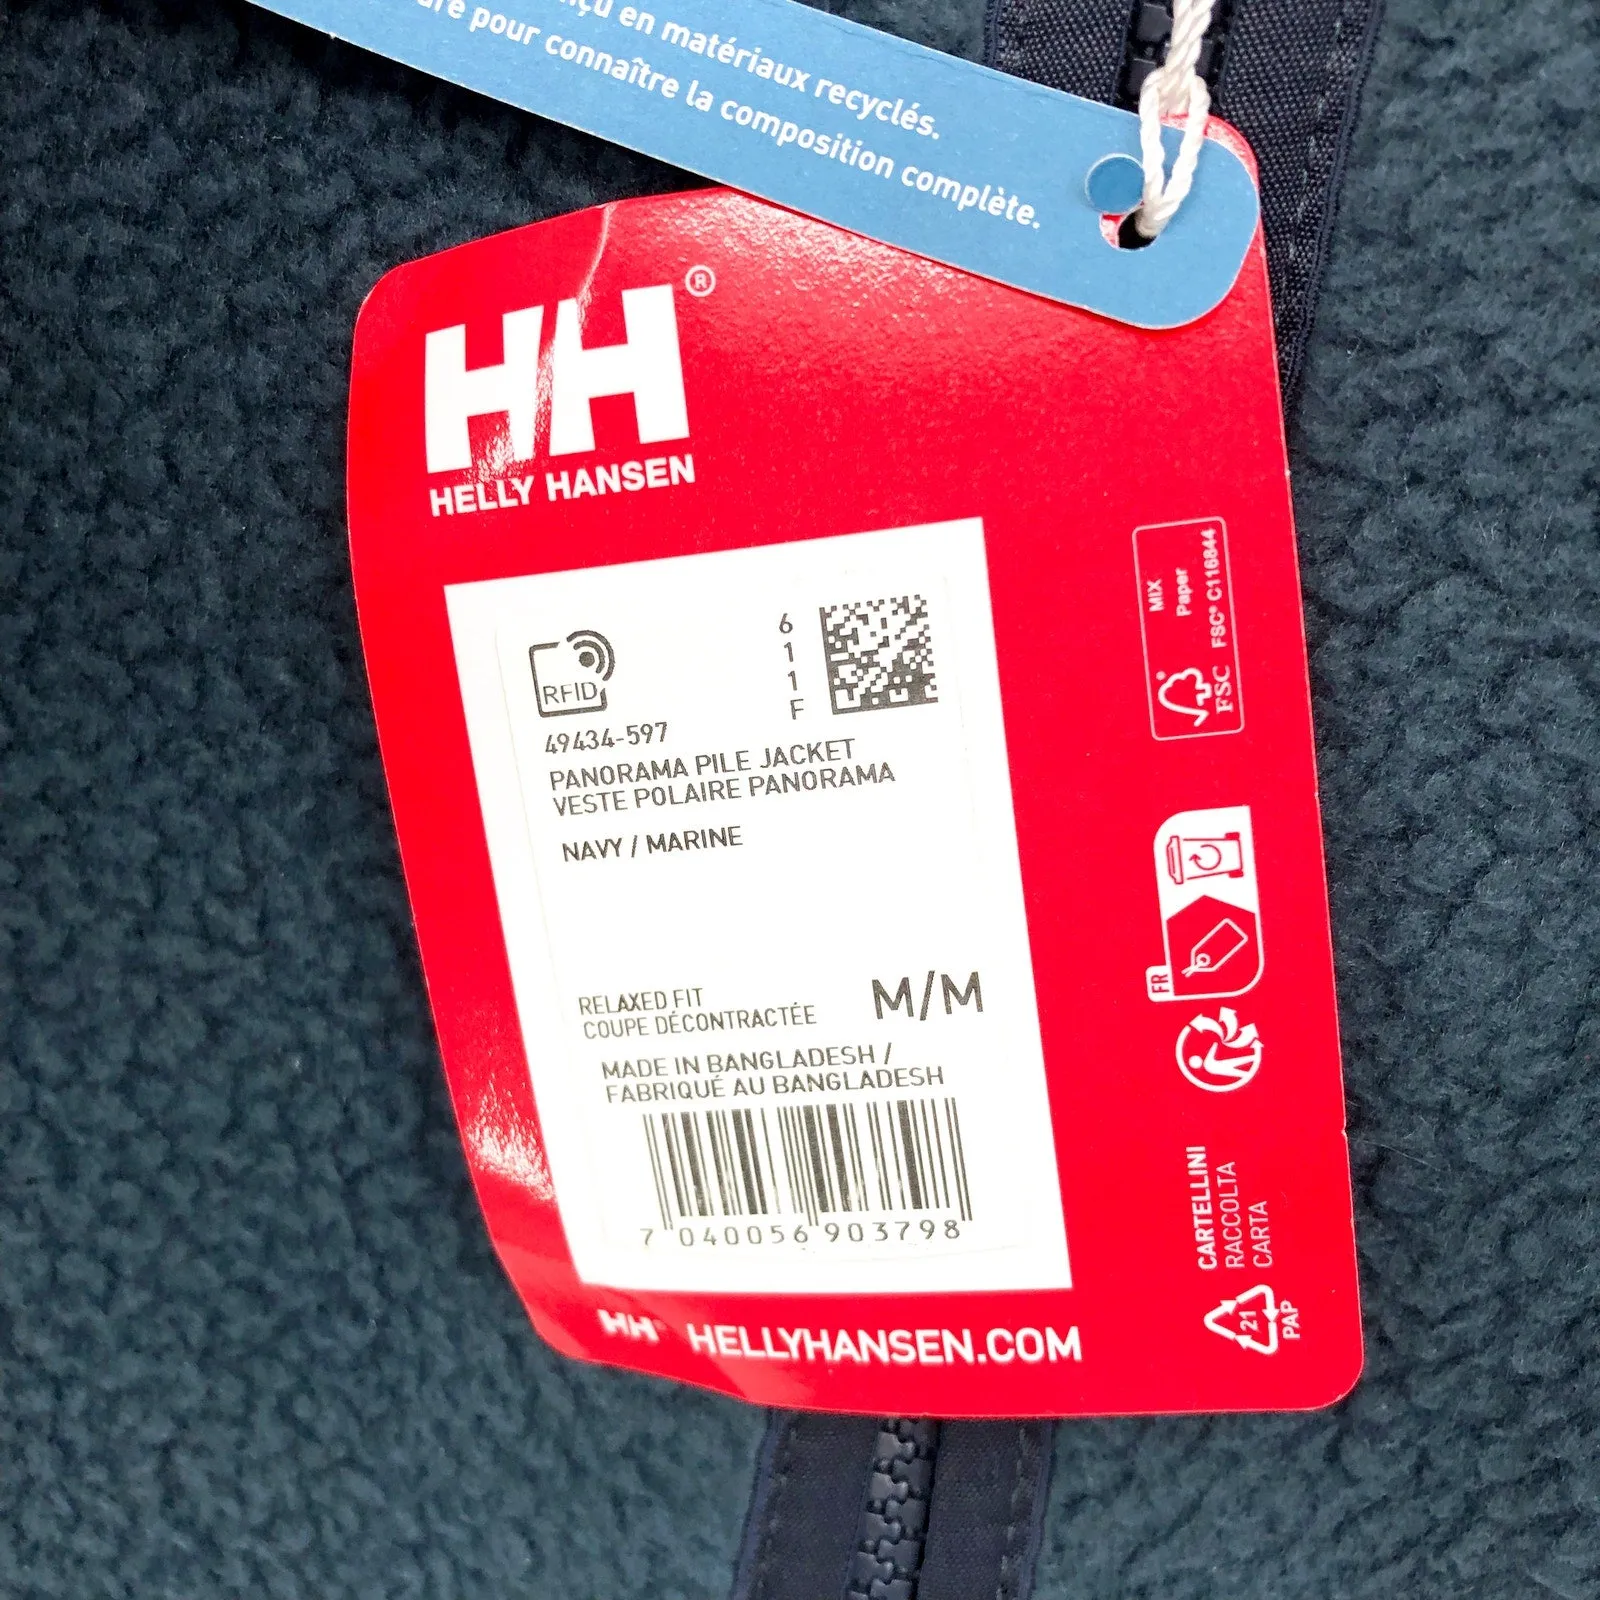 en matériaux recyclés.
pour connaître la composition complète.
HH®
HELLY HANSEN
RFID
6
1
1
F
49434-597
PANORAMA PILE JACKET
VESTE POLAIRE PANORAMA
NAVY / MARINE
RELAXED FIT
COUPE DÉCONTRACTÉE
M/M
MADE IN BANGLADESH /
FABRIQUÉ AU BANGLADESH
7 040056 903798
HH® HELLYHANSEN.COM
MIX
Paper
FSC® C116844
FSC
FR
CARTELLINI
RACCOLTA
CARTA
21
PAP